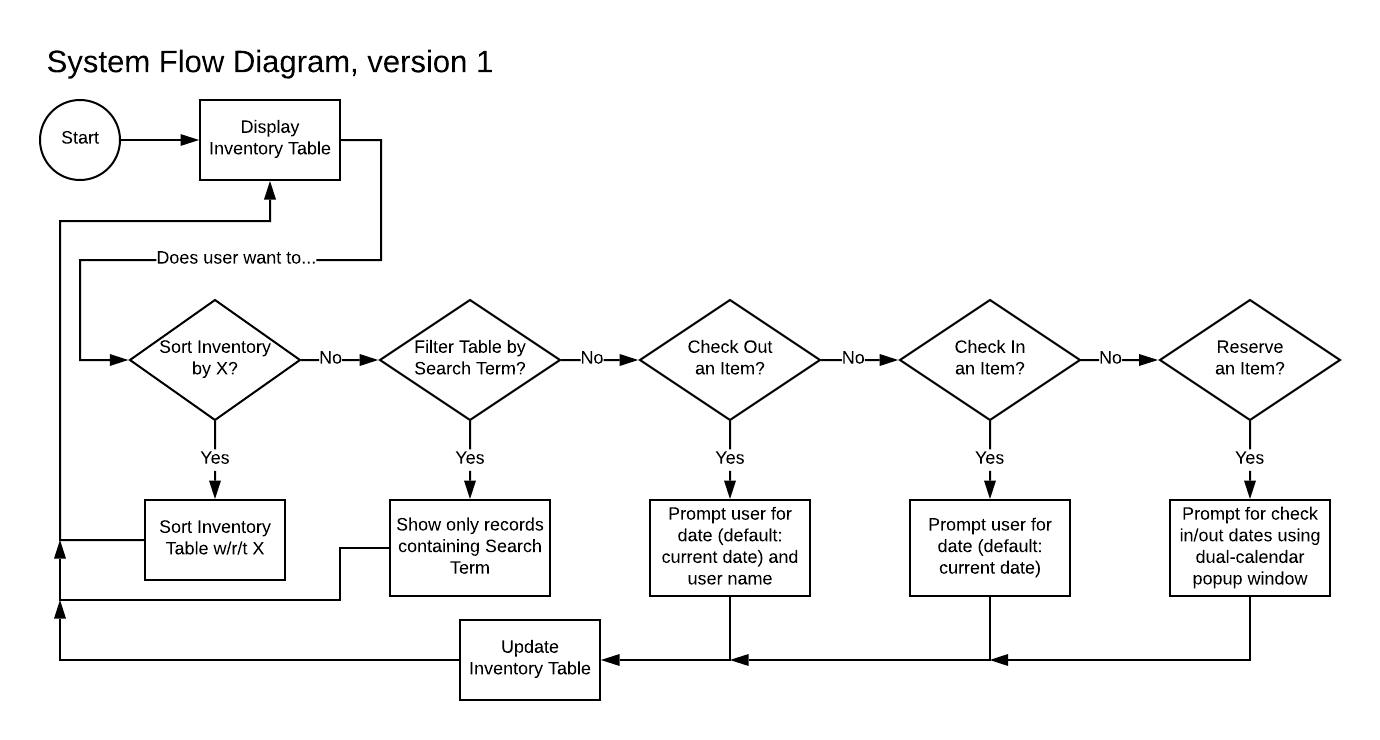 System Flow Diagram, version 1
Start
Display
Inventory Table
Does user want to...
Sort Inventory
by X?
No
Filter Table by
Search Term?
No
Check Out
an Item?
No
Check In
an Item?
No
Reserve
an Item?
Yes
Yes
Yes
Yes
Yes
Sort Inventory
Table w/r/t X
Show only records
containing Search
Term
Prompt user for
date (default:
current date) and
user name
Prompt user for
date (default:
current date)
Prompt for check
in/out dates using
dual-calendar
popup window
Update
Inventory Table